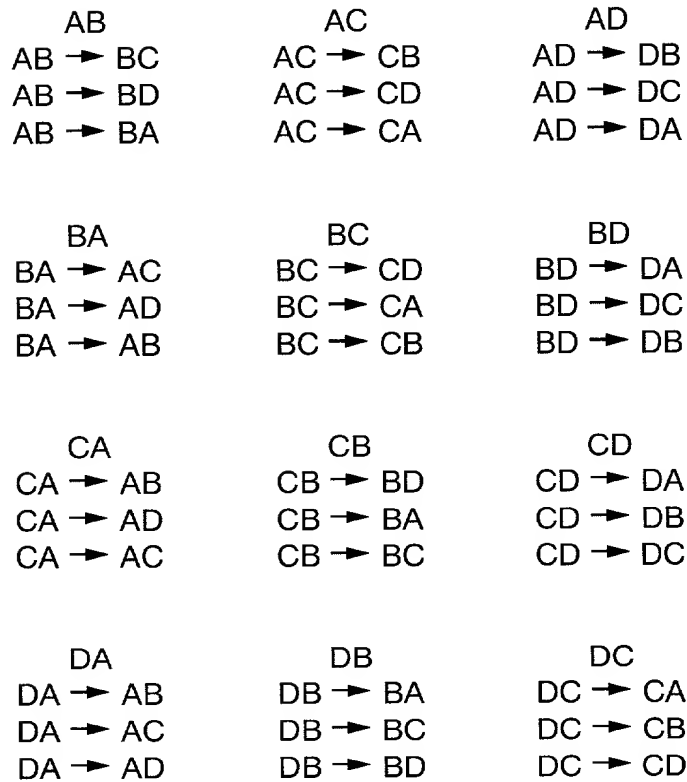 AB AC AD
AB → BC AC → CB AD → DB
AB → BD AC → CD AD → DC
AB → BA AC → CA AD → DA
BA BC BD
BA → AC BC → CD BD → DA
BA → AD BC → CA BD → DC
BA → AB BC → CB BD → DB
CA CB CD
CA → AB CB → BD CD → DA
CA → AD CB → BA CD → DB
CA → AC CB → BC CD → DC
DA DB DC
DA → AB DB → BA DC → CA
DA → AC DB → BC DC → CB
DA → AD DB → BD DC → CD